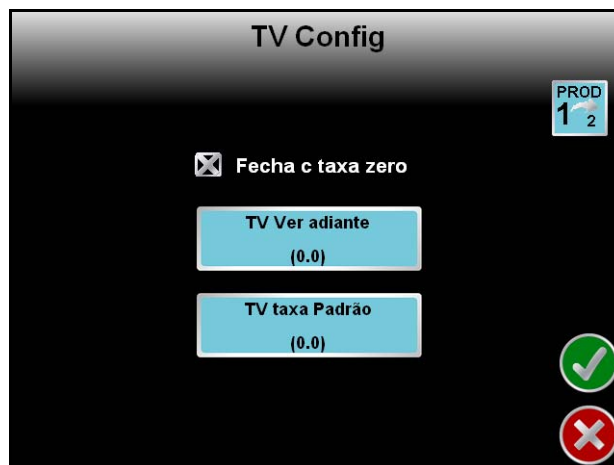 TV Config
PROD
1 2
Fecha c taxa zero
TV Ver adiante
(0.0)
TV taxa Padrão
(0.0)